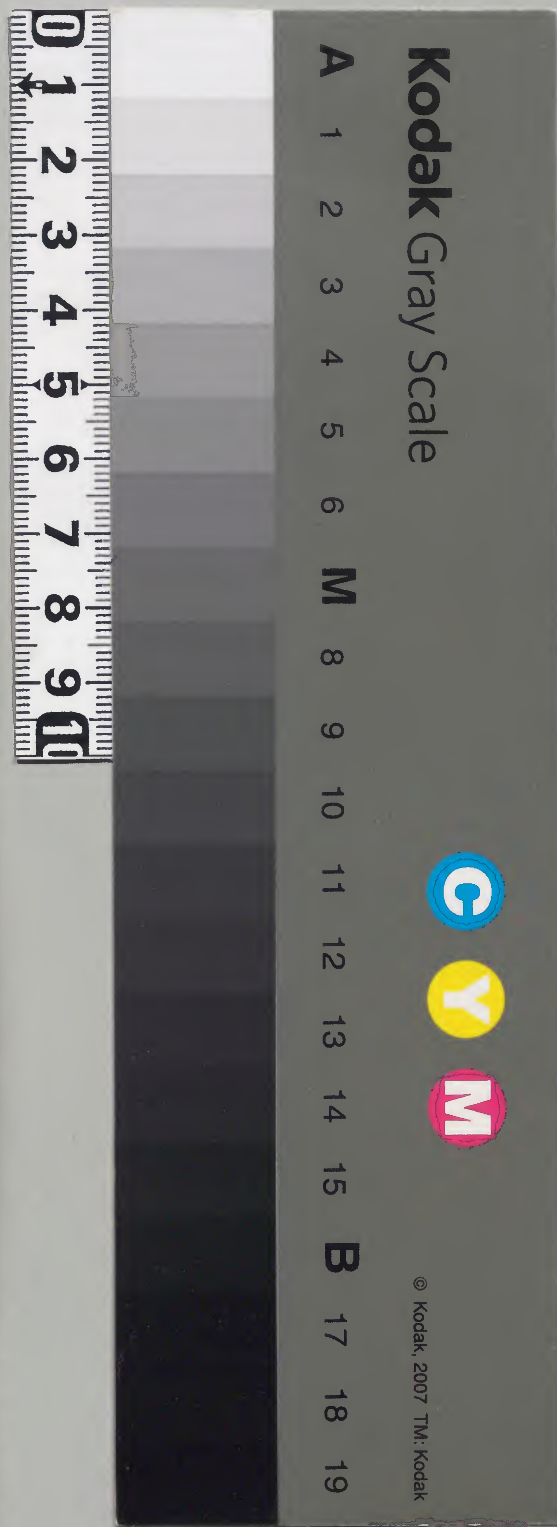 Kodak Gray Scale
C Y M
© Kodak, 2007 TM: Kodak
A 1 2 3 4 5 6 M 8 9 10 11 12 13 14 15 B 17 18 19
0 1 2 3 4 5 6 7 8 9 10